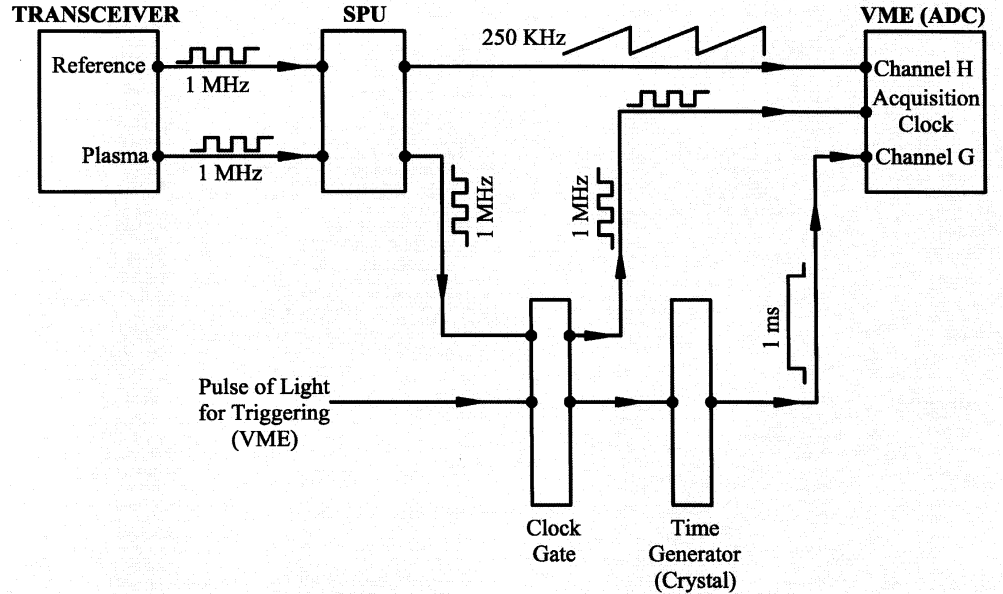 TRANSCEIVER
SPU
VME (ADC)
Reference
1 MHz
250 KHz
Channel H
Acquisition
Clock
Plasma
1 MHz
1 MHz
1 MHz
Channel G
1 ms
Pulse of Light
for Triggering
(VME)
Clock
Gate
Time
Generator
(Crystal)